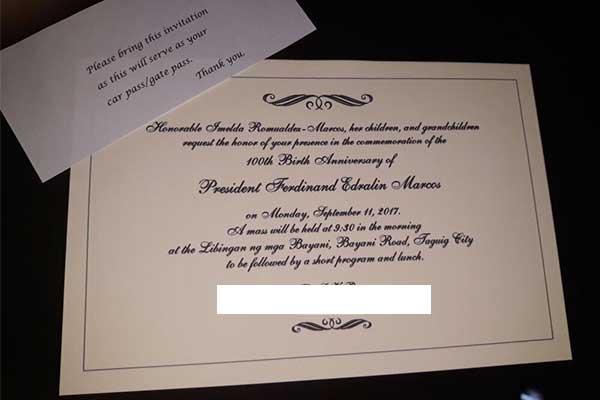 Please bring this invitation
as this will serve as your
car pass/gate pass.
Thank you.
Honorable Imelda Romualdez-Marcos, her children, and grandchildren
request the honor of your presence in the commemoration of the
100th Birth Anniversary of
President Ferdinand Edralin Marcos
on Monday, September 11, 2017.
A mass will be held at 9:30 in the morning
at the Libingan ng mga Bayani, Bayani Road, Taguig City
to be followed by a short program and lunch.